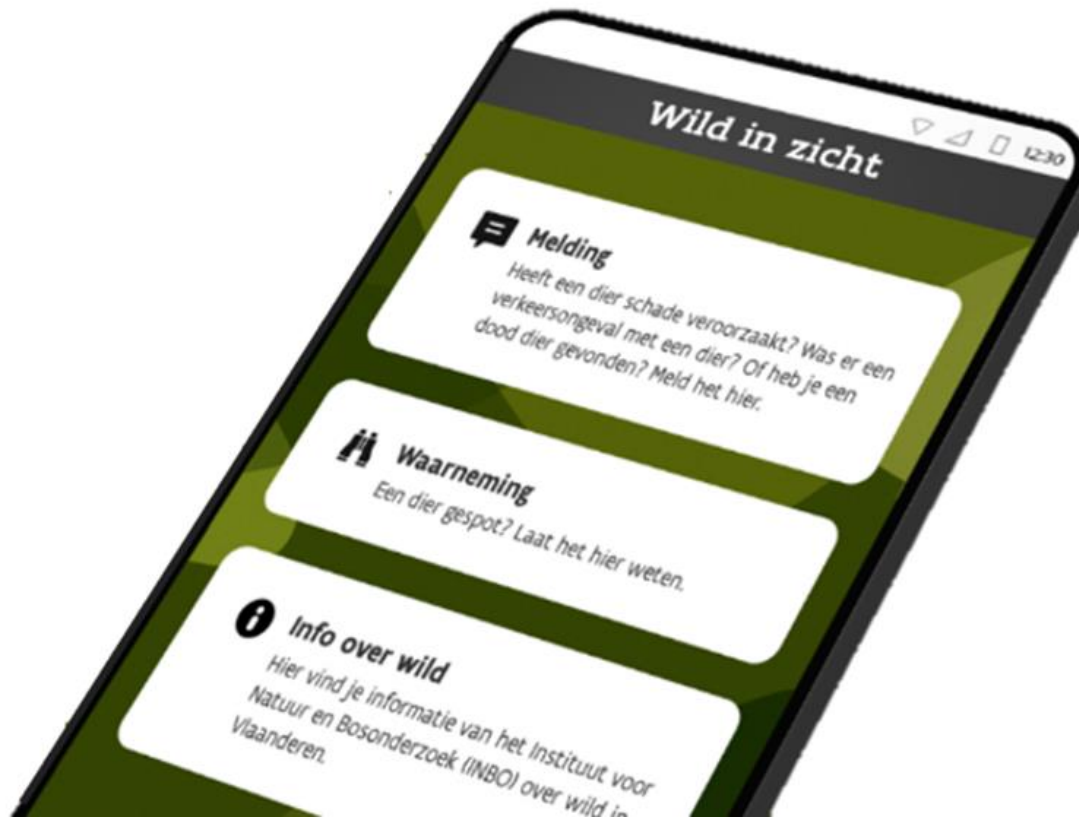 12:30
Wild in zicht
Melding
Heeft een dier schade veroorzaakt? Was er een
verkeersongeval met een dier? Of heb je een
dood dier gevonden? Meld het hier.
Waarneming
Een dier gespot? Laat het hier weten.
Info over wild
Hier vind je informatie van het Instituut voor
Natuur en Bosonderzoek (INBO) over wild in
Vlaanderen.